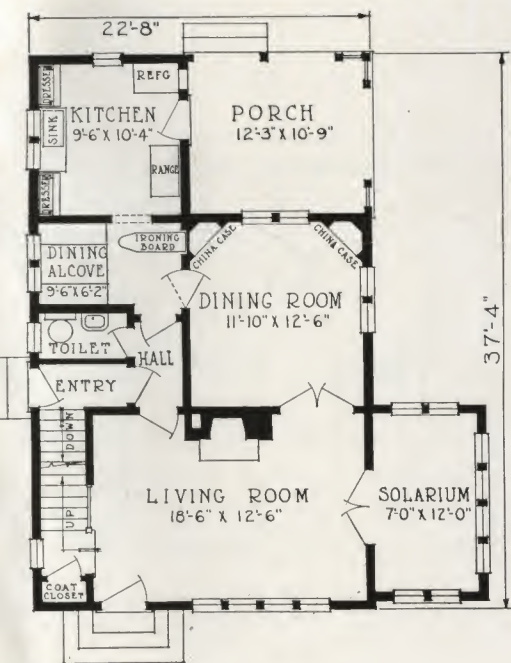 22'-8"
REFG
DRESSER
KITCHEN
9'-6" X 10'-4"
SINK
RANGE
DRESSER
PORCH
12'-3" X 10'-9"
IRONING
BOARD
CHINA CASE
CHINA CASE
DINING
ALCOVE
9'-6" X 6'-2"
DINING ROOM
11'-10" X 12'-6"
37'-4"
TOILET
HALL
ENTRY
DOWN
UP
LIVING ROOM
18'-6" X 12'-6"
SOLARIUM
7'-0" X 12'-0"
COAT
CLOSET